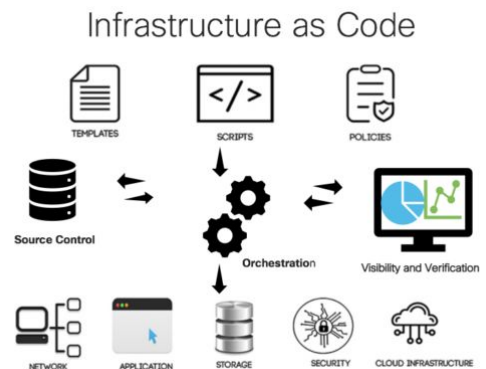 Infrastructure as Code
TEMPLATES
</>
SCRIPTS
POLICIES
Source Control
Orchestration
Visibility and Verification
NETWORK
APPLICATION
STORAGE
SECURITY
CLOUD INFRASTRUCTURE